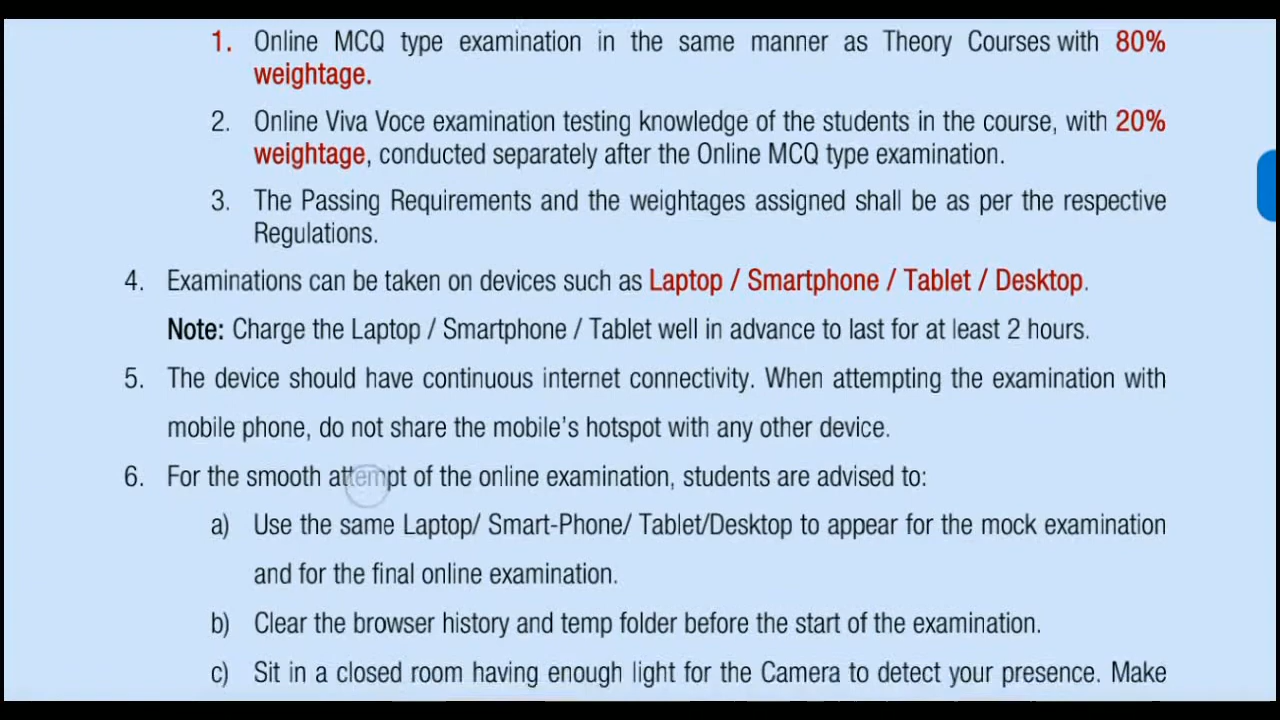 1. Online MCQ type examination in the same manner as Theory Courses with 80%
weightage.
2. Online Viva Voce examination testing knowledge of the students in the course, with 20%
weightage, conducted separately after the Online MCQ type examination.
3. The Passing Requirements and the weightages assigned shall be as per the respective
Regulations.
4. Examinations can be taken on devices such as Laptop / Smartphone / Tablet / Desktop.
Note: Charge the Laptop / Smartphone / Tablet well in advance to last for at least 2 hours.
5. The device should have continuous internet connectivity. When attempting the examination with
mobile phone, do not share the mobile’s hotspot with any other device.
6. For the smooth attempt of the online examination, students are advised to:
a) Use the same Laptop/ Smart-Phone/ Tablet/Desktop to appear for the mock examination
and for the final online examination.
b) Clear the browser history and temp folder before the start of the examination.
c) Sit in a closed room having enough light for the Camera to detect your presence. Make